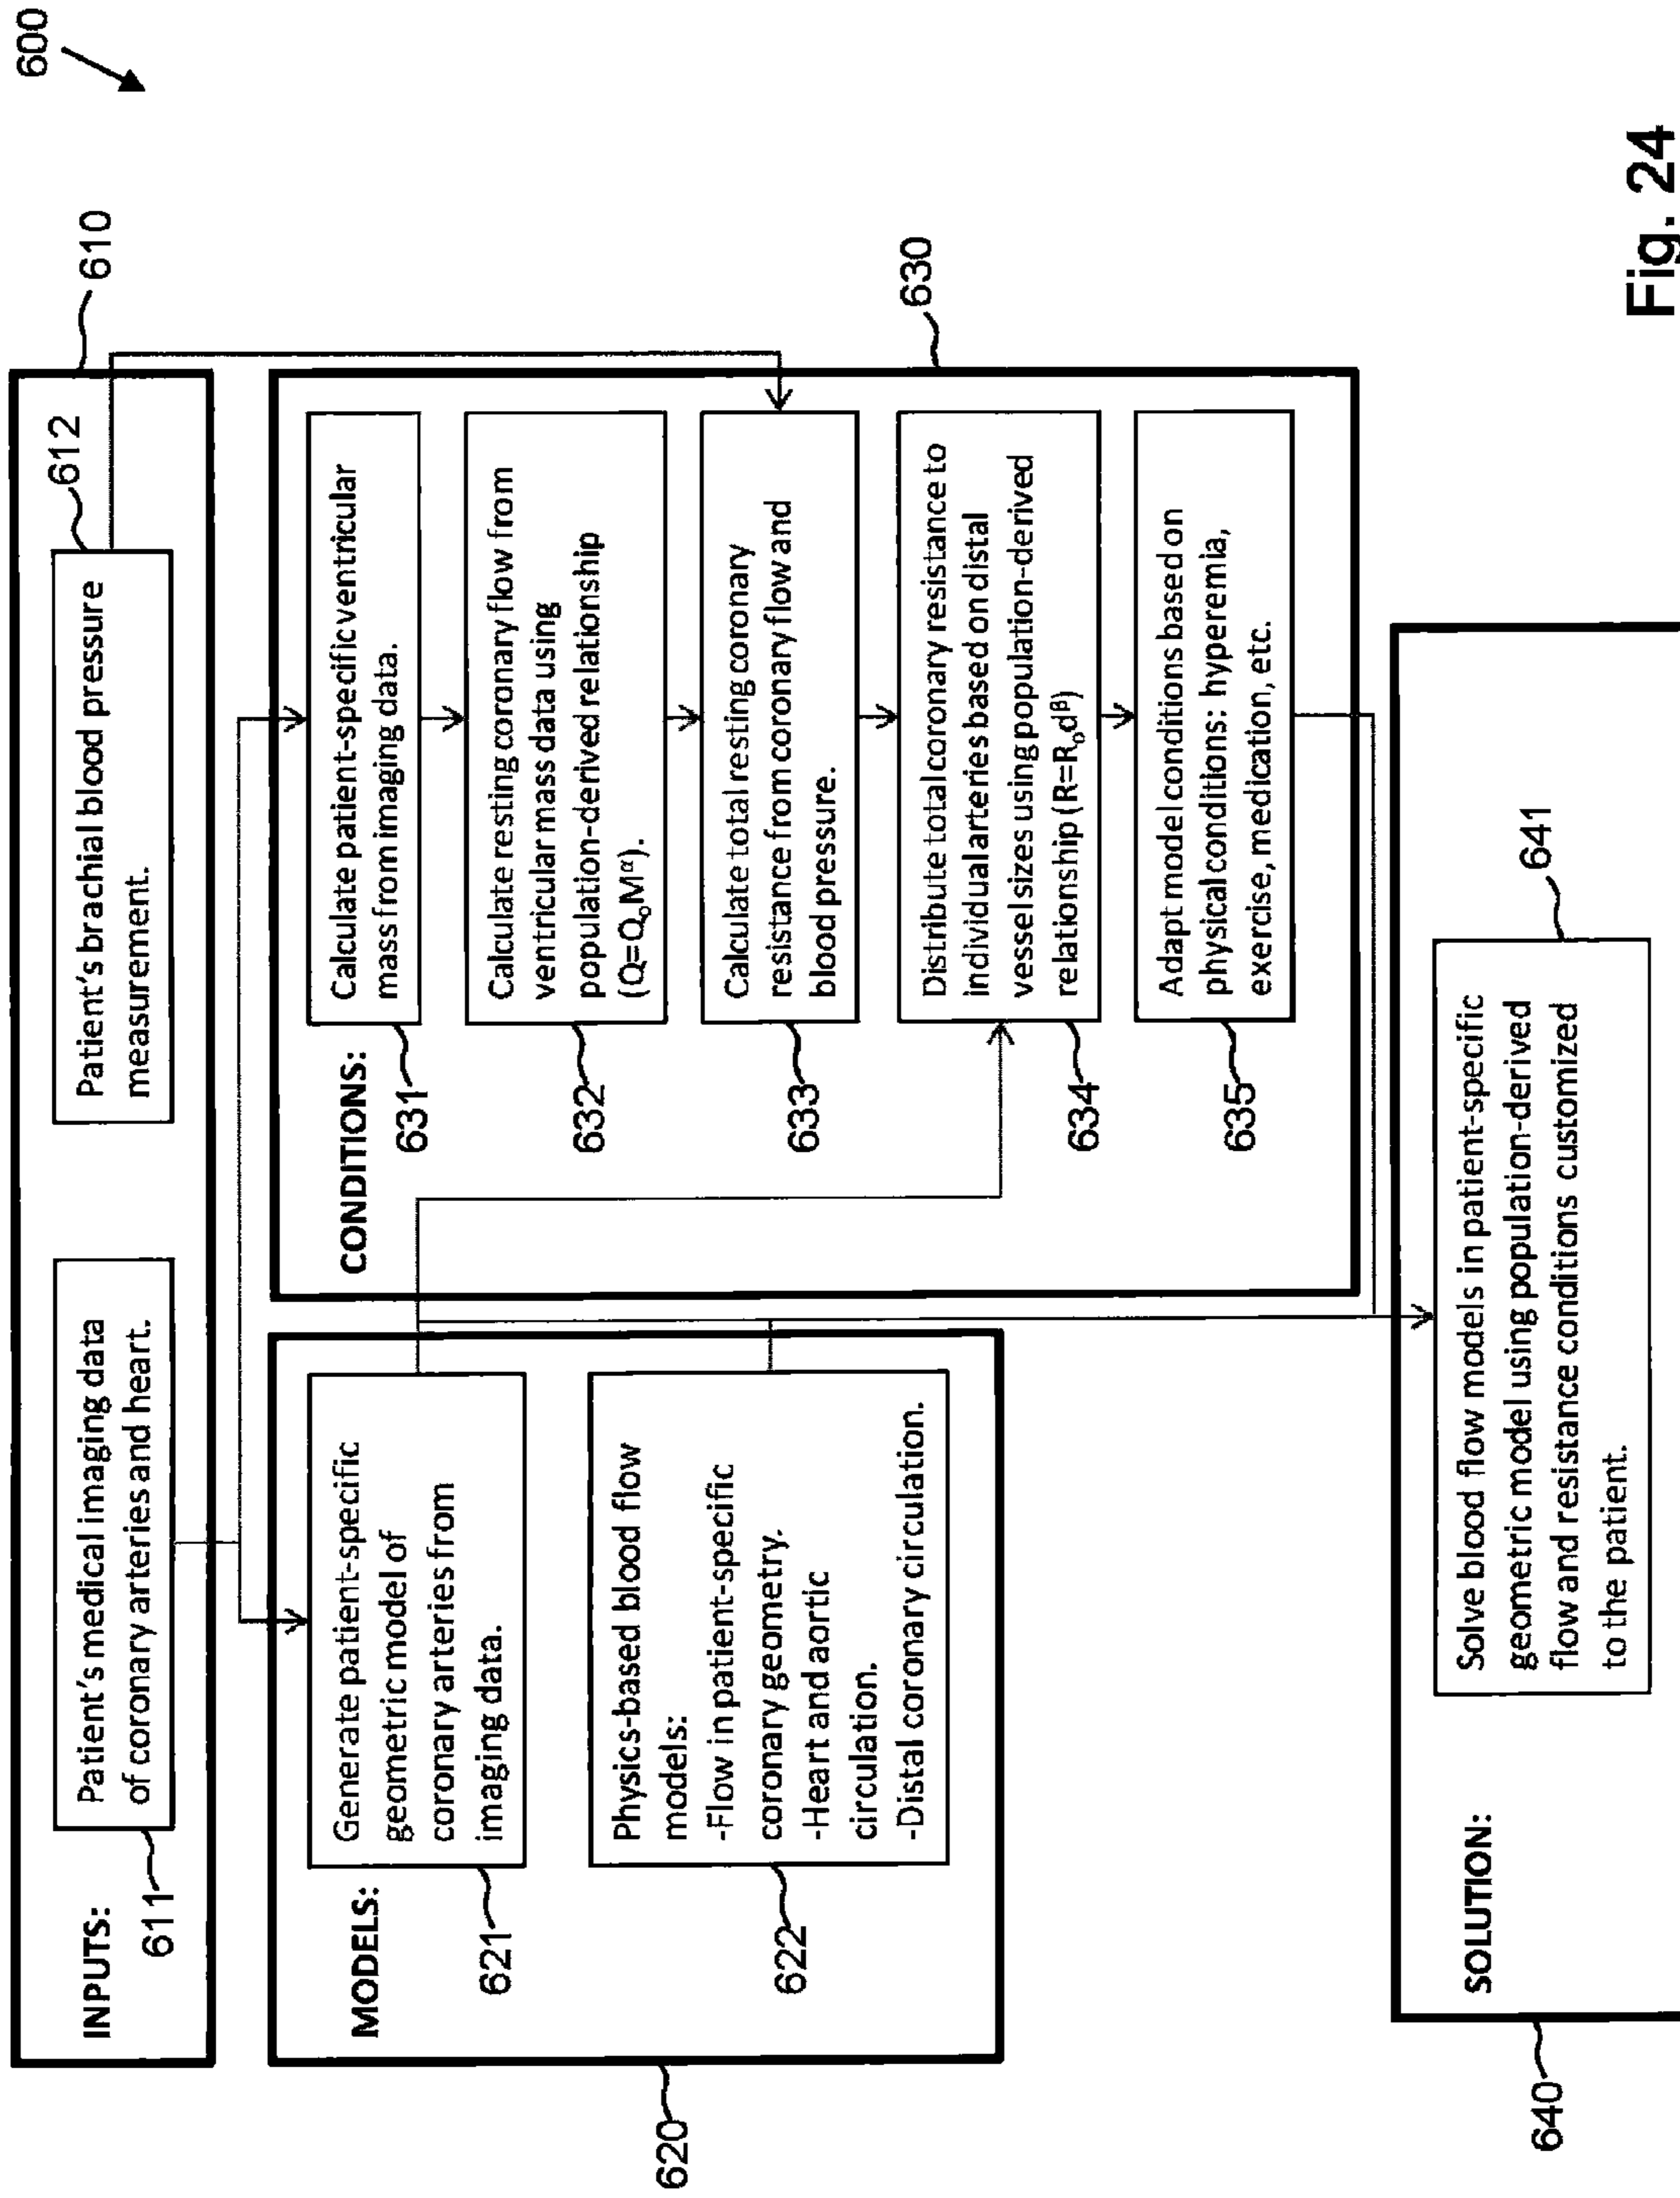 600
610
INPUTS:
611
Patient's medical imaging data
of coronary arteries and heart.
612
Patient's brachial blood pressure
measurement.
620
MODELS:
621
Generate patient-specific
geometric model of
coronary arteries from
imaging data.
622
Physics-based blood flow
models:
-Flow in patient-specific
coronary geometry.
-Heart and aortic
circulation.
-Distal coronary circulation.
630
CONDITIONS:
631
Calculate patient-specific ventricular
mass from imaging data.
632
Calculate resting coronary flow from
ventricular mass data using
population-derived relationship
(Q=Q₀Mᵅ).
633
Calculate total resting coronary
resistance from coronary flow and
blood pressure.
634
Distribute total coronary resistance to
individual arteries based on distal
vessel sizes using population-derived
relationship (R=R₀dᵝ)
635
Adapt model conditions based on
physical conditions: hyperemia,
exercise, medication, etc.
640
SOLUTION:
641
Solve blood flow models in patient-specific
geometric model using population-derived
flow and resistance conditions customized
to the patient.
Fig. 24